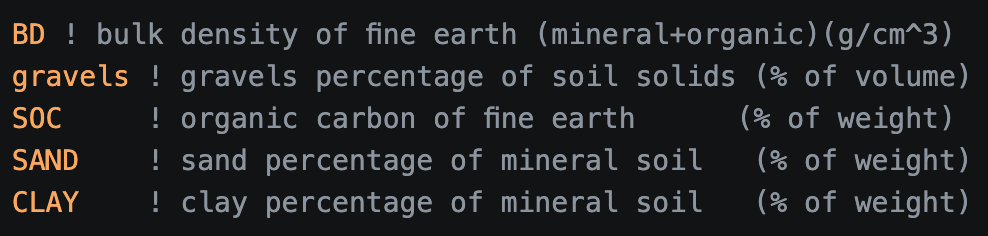 BD ! bulk density of fine earth (mineral+organic)(g/cm^3)
gravels ! gravels percentage of soil solids (% of volume)
SOC ! organic carbon of fine earth (% of weight)
SAND ! sand percentage of mineral soil (% of weight)
CLAY ! clay percentage of mineral soil (% of weight)